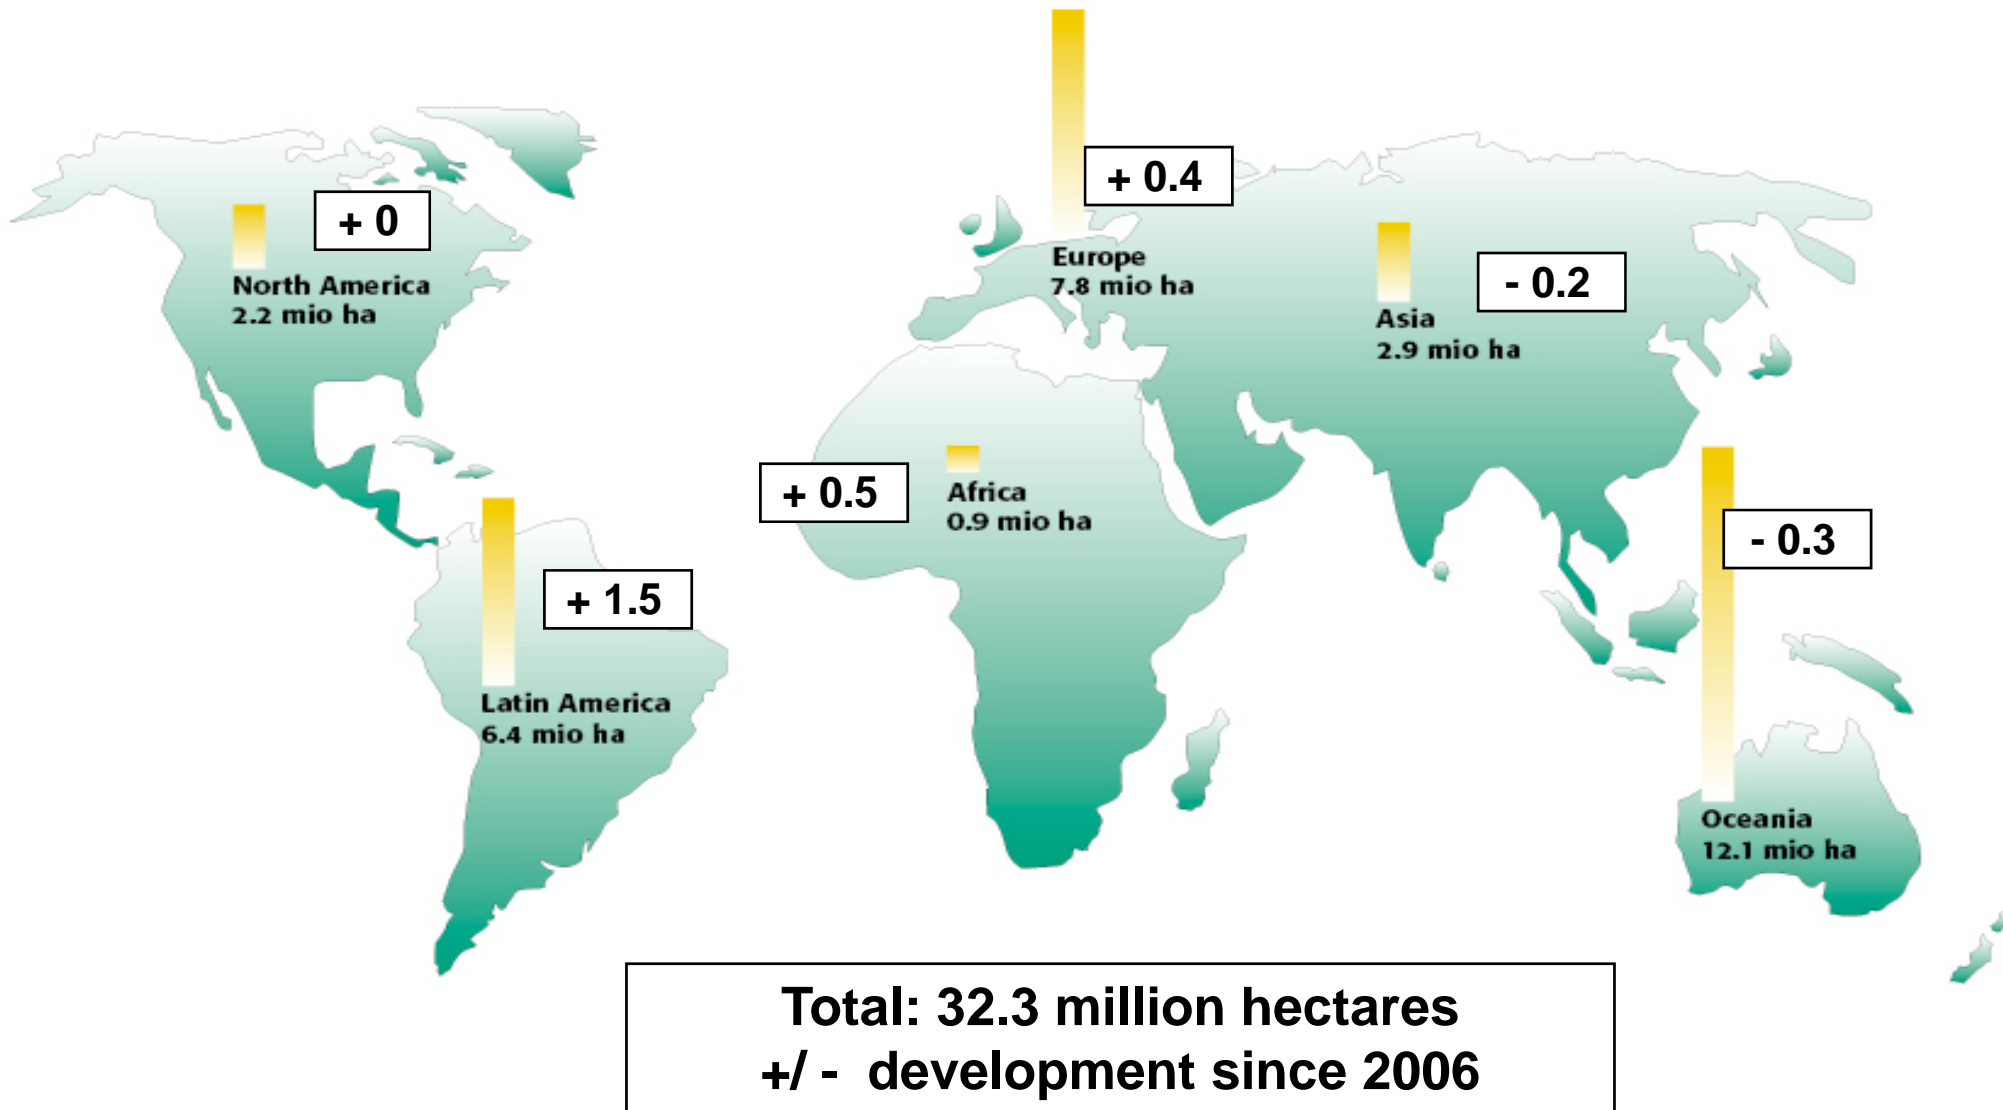 + 0
North America
2.2 mio ha
+ 0.4
Europe
7.8 mio ha
- 0.2
Asia
2.9 mio ha
+ 0.5
Africa
0.9 mio ha
+ 1.5
Latin America
6.4 mio ha
- 0.3
Oceania
12.1 mio ha
Total: 32.3 million hectares
+/ - development since 2006